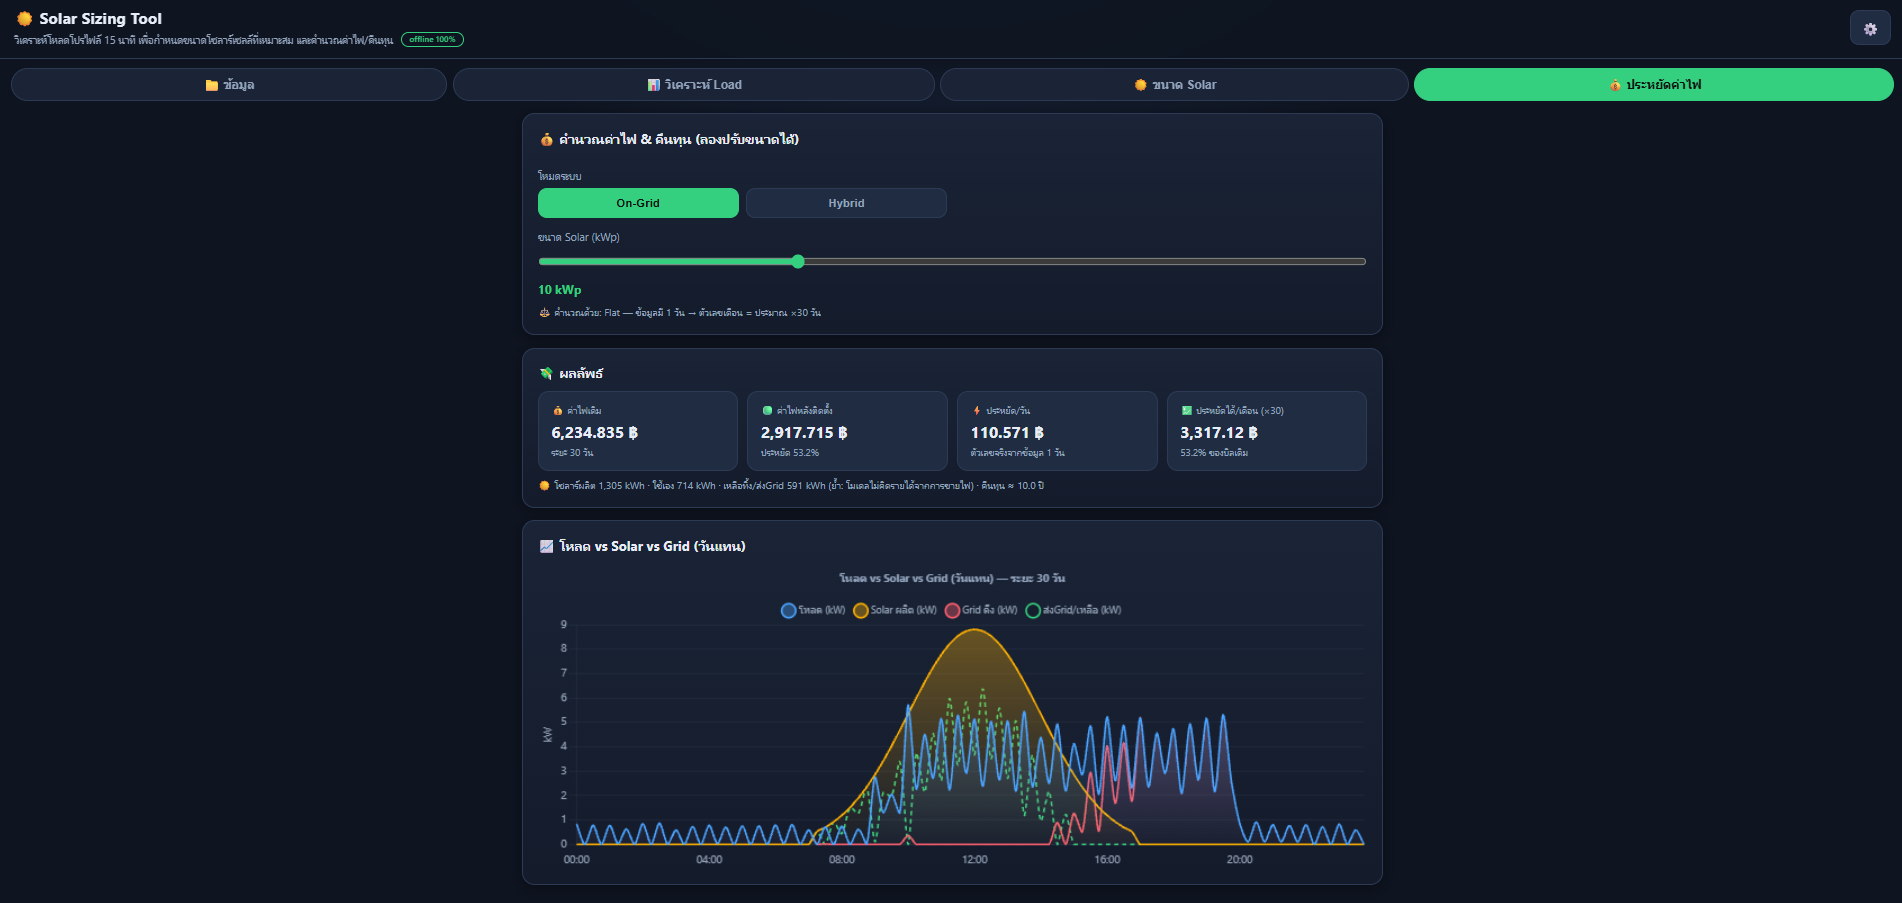 Solar Sizing Tool
วิเคราะห์โหลดโปรไฟล์ 15 นาที เพื่อกำหนดขนาดโซลาร์เซลล์ที่เหมาะสม และคำนวณค่าไฟ/คืนทุน offline 100%
ข้อมูล
วิเคราะห์ Load
ขนาด Solar
ประหยัดค่าไฟ
คำนวณค่าไฟ & คืนทุน (ลองปรับขนาดได้)
โหมดระบบ
On-Grid
Hybrid
ขนาด Solar (kWp)
10 kWp
คำนวณด้วย: Flat — ข้อมูลมี 1 วัน → ตัวเลขเดือน = ประมาณ ×30 วัน
ผลลัพธ์
ค่าไฟเดิม
6,234.835 ฿
ระยะ 30 วัน
ค่าไฟหลังติดตั้ง
2,917.715 ฿
ประหยัด 53.2%
ประหยัด/วัน
110.571 ฿
ตัวเลขจริงจากข้อมูล 1 วัน
ประหยัดได้/เดือน (×30)
3,317.12 ฿
53.2% ของบิลเดิม
โซลาร์ผลิต 1,305 kWh · ใช้เอง 714 kWh · เหลือทิ้ง/ส่งGrid 591 kWh (ย้ำ: โมเดลไม่คิดรายได้จากการขายไฟ) · คืนทุน ≈ 10.0 ปี
โหลด vs Solar vs Grid (วันแทน)
โหลด vs Solar vs Grid (วันแทน) — ระยะ 30 วัน
โหลด (kW) Solar ผลิต (kW) Grid ดึง (kW) ส่งGrid/เหลือ (kW)
kW
9
8
7
6
5
4
3
2
1
0
00:00 04:00 08:00 12:00 16:00 20:00